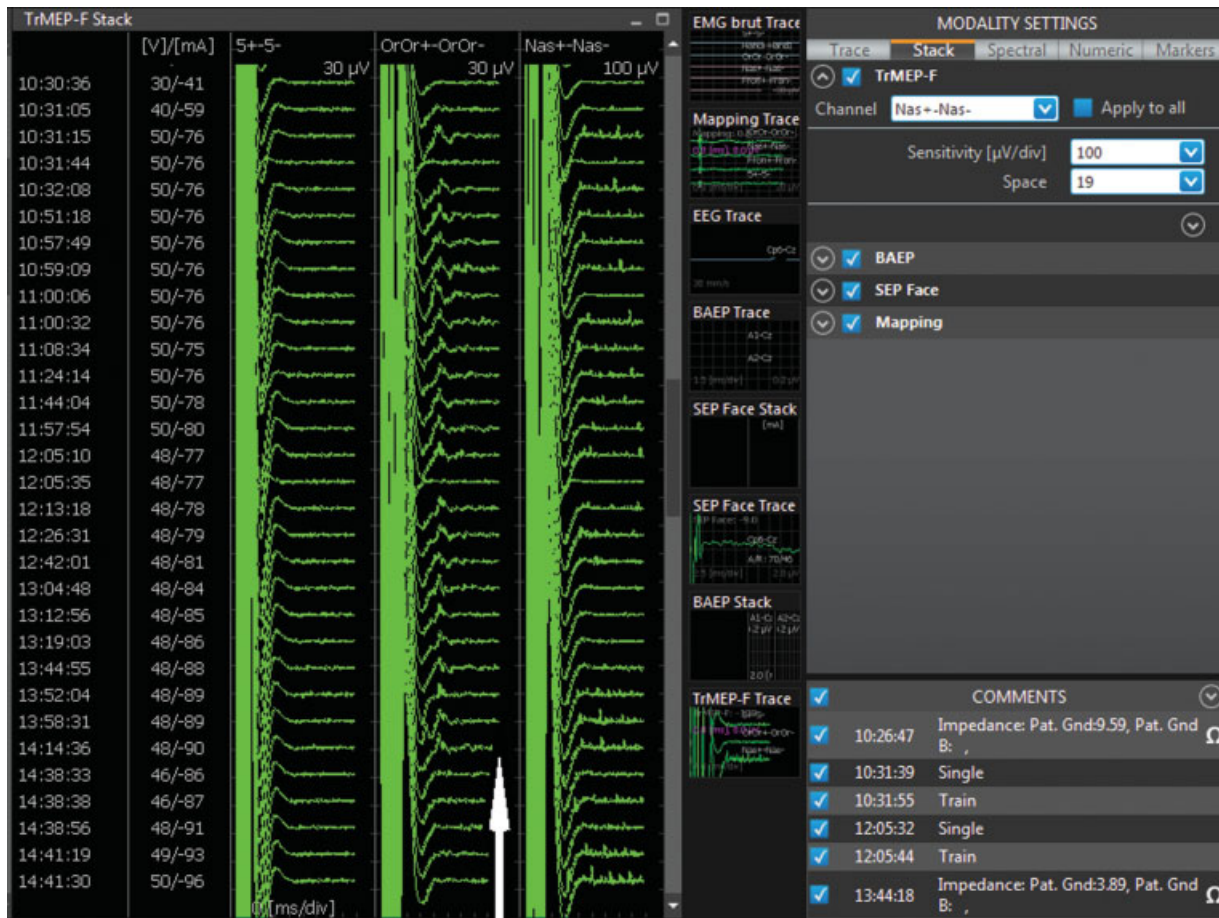 TrMEP-F Stack
[V]/[mA] 5+-5- OrOr+-OrOr- Nas+-Nas-
30 µV 30 µV 100 µV
10:30:36 30/-41
10:31:05 40/-59
10:31:15 50/-76
10:31:44 50/-76
10:32:08 50/-76
10:51:18 50/-76
10:57:49 50/-76
10:59:09 50/-76
11:00:06 50/-76
11:00:32 50/-76
11:08:34 50/-75
11:24:14 50/-76
11:44:04 50/-78
11:57:54 50/-80
12:05:10 48/-77
12:05:35 48/-77
12:13:18 48/-78
12:26:31 48/-79
12:42:01 48/-81
13:04:48 48/-84
13:12:56 48/-85
13:19:03 48/-86
13:44:55 48/-88
13:52:04 48/-89
13:58:31 48/-89
14:14:36 48/-90
14:38:33 46/-86
14:38:38 46/-87
14:38:56 48/-91
14:41:19 49/-93
14:41:30 50/-96
[ms/div]
EMG brut Trace
Mapping Trace
EEG Trace
Cp6-Cz
BAEP Trace
A1-Cz
A2-Cz
SEP Face Stack
[mA]
SEP Face Trace
Cp6-Cz
BAEP Stack
TrMEP-F Trace
MODALITY SETTINGS
Trace Stack Spectral Numeric Markers
TrMEP-F
Channel Nas+-Nas- Apply to all
Sensitivity [µV/div] 100
Space 19
BAEP
SEP Face
Mapping
COMMENTS
10:26:47 Impedance: Pat. Gnd:9.59, Pat. Gnd B: , Ω
10:31:39 Single
10:31:55 Train
12:05:32 Single
12:05:44 Train
13:44:18 Impedance: Pat. Gnd:3.89, Pat. Gnd B: , Ω